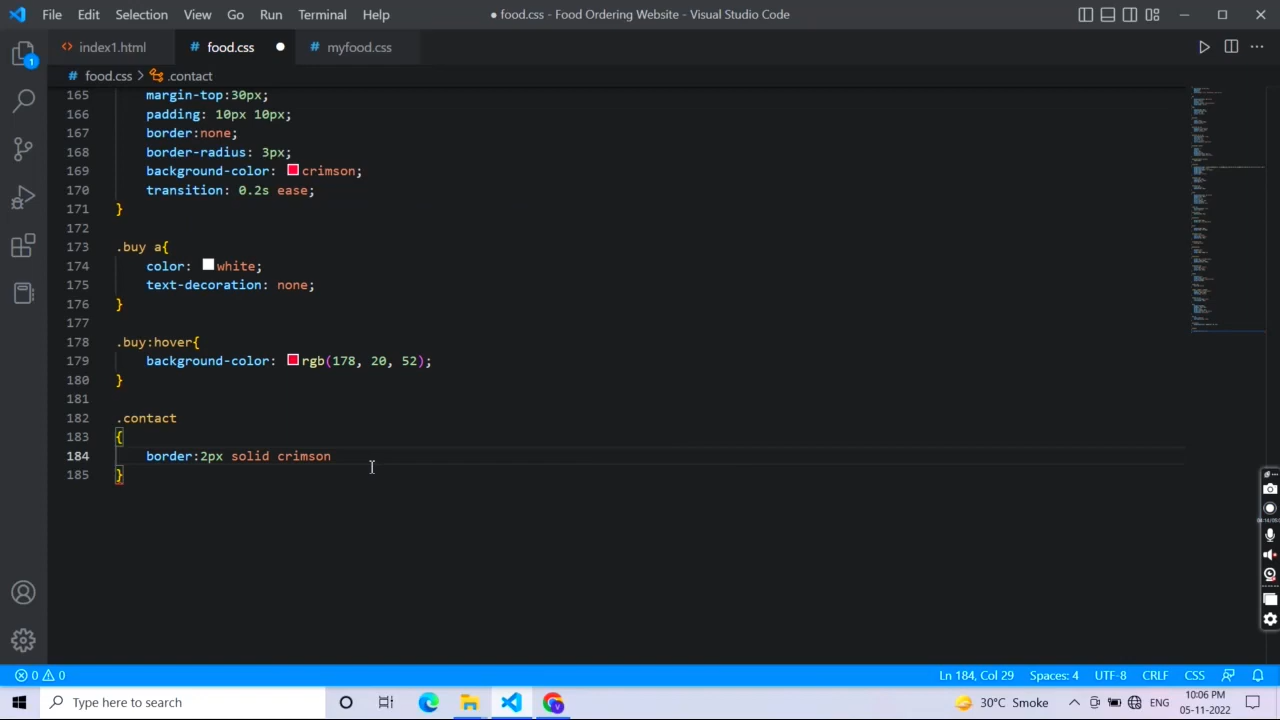 File Edit Selection View Go Run Terminal Help
● food.css - Food Ordering Website - Visual Studio Code
index1.html
# food.css
# myfood.css
# food.css > .contact
165 margin-top:30px;
166 padding: 10px 10px;
167 border:none;
168 border-radius: 3px;
169 background-color: crimson;
170 transition: 0.2s ease;
171 }
172
173 .buy a{
174 color: white;
175 text-decoration: none;
176 }
177
178 .buy:hover{
179 background-color: rgb(178, 20, 52);
180 }
181
182 .contact
183 {
184 border:2px solid crimson
185 }
1
0 0
Ln 184, Col 29 Spaces: 4 UTF-8 CRLF CSS
Type here to search
30°C Smoke
ENG
10:06 PM
05-11-2022